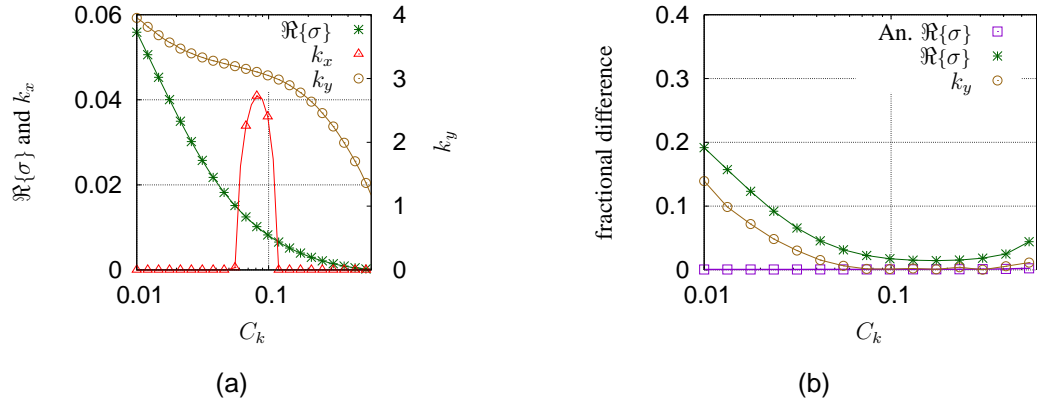 ℜ{σ} and k_x
0.06
0.04
0.02
0
0.01
0.1
C_k
4
3
2
1
0
k_y
ℜ{σ}
k_x
k_y
(a)
fractional difference
0.4
0.3
0.2
0.1
0
0.01
0.1
C_k
An. ℜ{σ}
ℜ{σ}
k_y
(b)